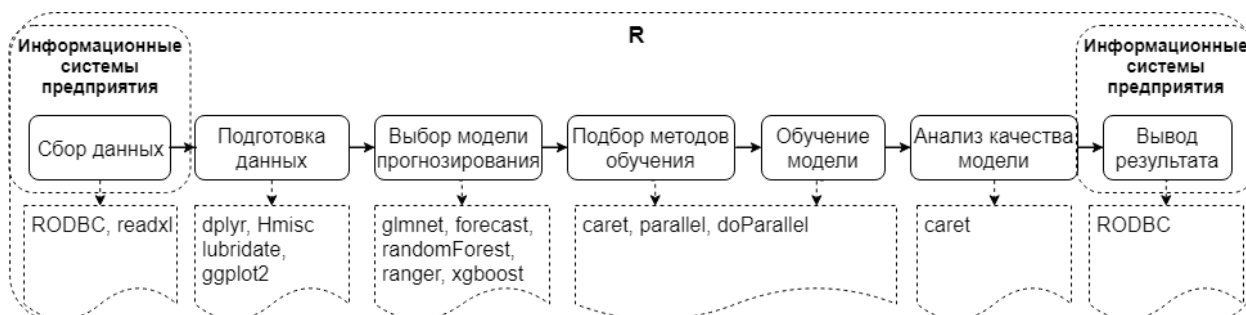 R
Информационные
системы
предприятия
Информационные
системы
предприятия
Сбор данных
Подготовка
данных
Выбор модели
прогнозирования
Подбор методов
обучения
Обучение
модели
Анализ качества
модели
Вывод
результата
RODBC, readxl
dplyr, Hmisc
lubridate,
ggplot2
glmnet, forecast,
randomForest,
ranger, xgboost
caret, parallel, doParallel
caret
RODBC